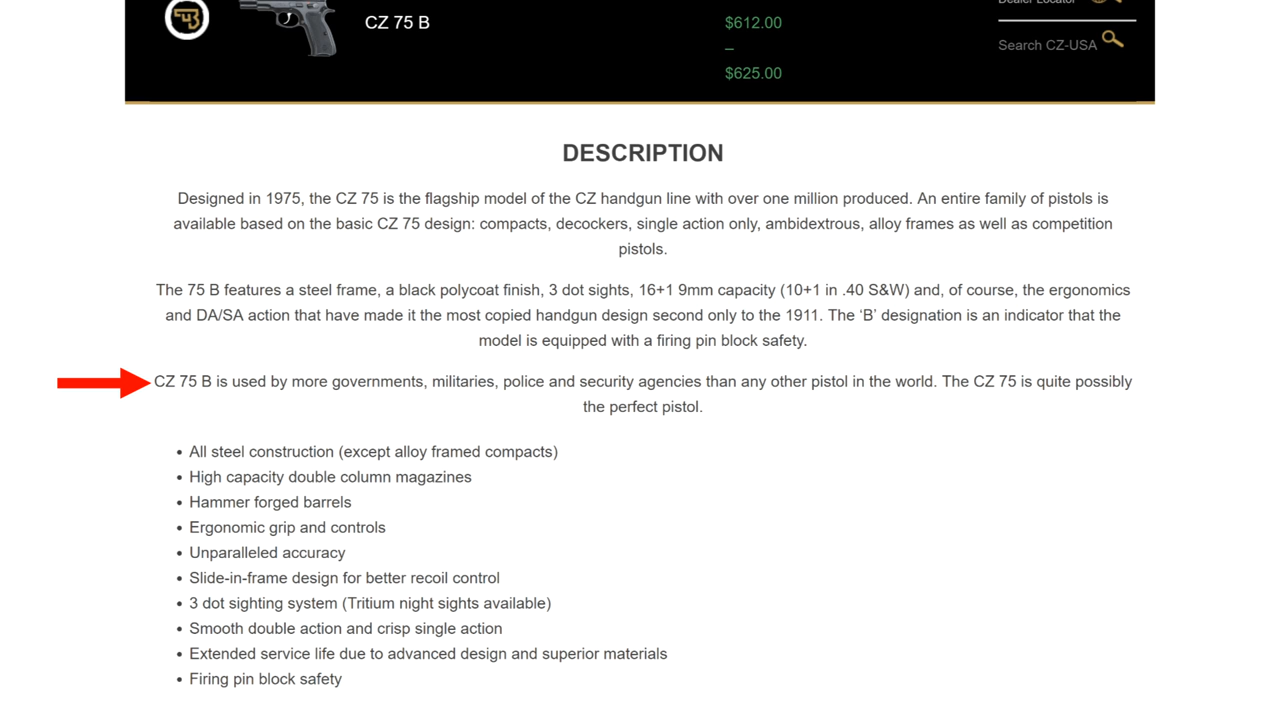 Dealer Locator
CZ 75 B
$612.00
–
$625.00
Search CZ-USA
DESCRIPTION
Designed in 1975, the CZ 75 is the flagship model of the CZ handgun line with over one million produced. An entire family of pistols is
available based on the basic CZ 75 design: compacts, decockers, single action only, ambidextrous, alloy frames as well as competition
pistols.
The 75 B features a steel frame, a black polycoat finish, 3 dot sights, 16+1 9mm capacity (10+1 in .40 S&W) and, of course, the ergonomics
and DA/SA action that have made it the most copied handgun design second only to the 1911. The ‘B’ designation is an indicator that the
model is equipped with a firing pin block safety.
CZ 75 B is used by more governments, militaries, police and security agencies than any other pistol in the world. The CZ 75 is quite possibly
the perfect pistol.
• All steel construction (except alloy framed compacts)
• High capacity double column magazines
• Hammer forged barrels
• Ergonomic grip and controls
• Unparalleled accuracy
• Slide-in-frame design for better recoil control
• 3 dot sighting system (Tritium night sights available)
• Smooth double action and crisp single action
• Extended service life due to advanced design and superior materials
• Firing pin block safety